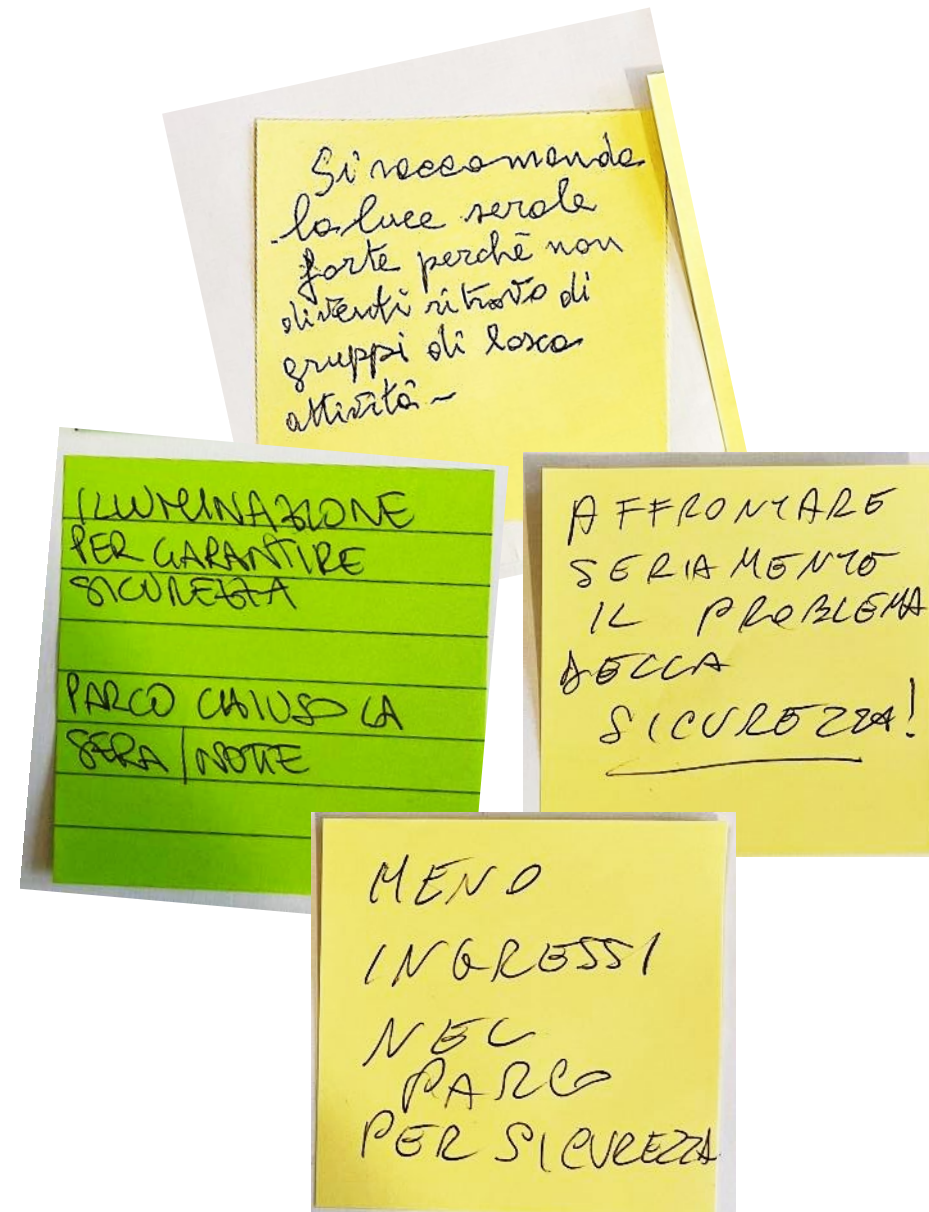 Si raccomanda
la luce serale
forte perchè non
diventi ritrovo di
gruppi di losca
attività ~
ILLUMINAZIONE
PER GARANTIRE
SICUREZZA
PARCO CHIUSO LA
SERA/NOTTE
AFFRONTARE
SERIAMENTE
IL PROBLEMA
DELLA
SICUREZZA!
MENO
INGRESSI
NEL
PARCO
PER SICUREZZA